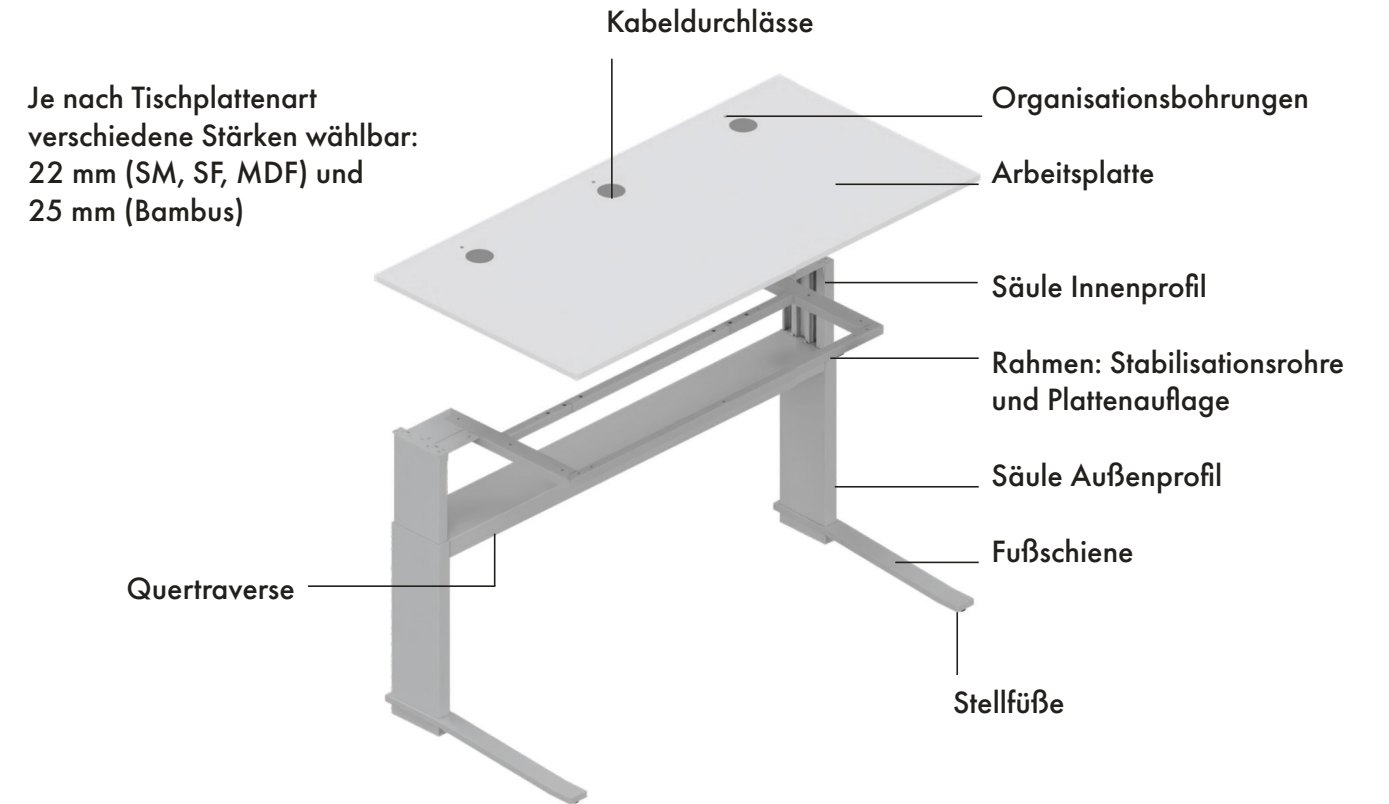 Kabeldurchlässe
Je nach Tischplattenart
verschiedene Stärken wählbar:
22 mm (SM, SF, MDF) und
25 mm (Bambus)
Organisationsbohrungen
Arbeitsplatte
Säule Innenprofil
Rahmen: Stabilisationsrohre
und Plattenauflage
Säule Außenprofil
Fußschiene
Quertraverse
Stellfüße